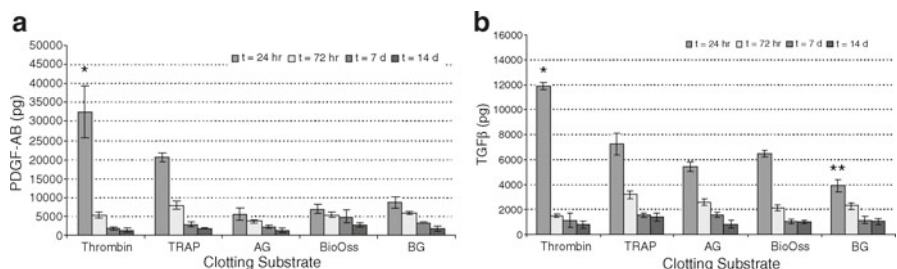 a
PDGF-AB (pg)
50000
45000
40000
35000
30000
25000
20000
15000
10000
5000
0
t = 24 hr t = 72 hr t = 7 d t = 14 d
*
Thrombin TRAP AG BioOss BG
Clotting Substrate
b
TGFβ (pg)
16000
14000
12000
10000
8000
6000
4000
2000
0
t = 24 hr t = 72 hr t = 7 d t = 14 d
*
**
Thrombin TRAP AG BioOss BG
Clotting Substrate